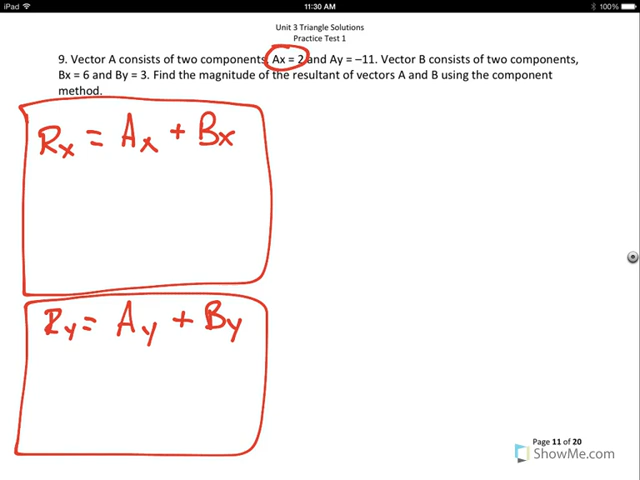 iPad 11:30 AM 100%
Unit 3 Triangle Solutions
Practice Test 1
9. Vector A consists of two components, Ax = 2 and Ay = −11. Vector B consists of two components,
Bx = 6 and By = 3. Find the magnitude of the resultant of vectors A and B using the component
method.
Rx = Ax + Bx
Ry = Ay + By
Page 11 of 20
ShowMe.com